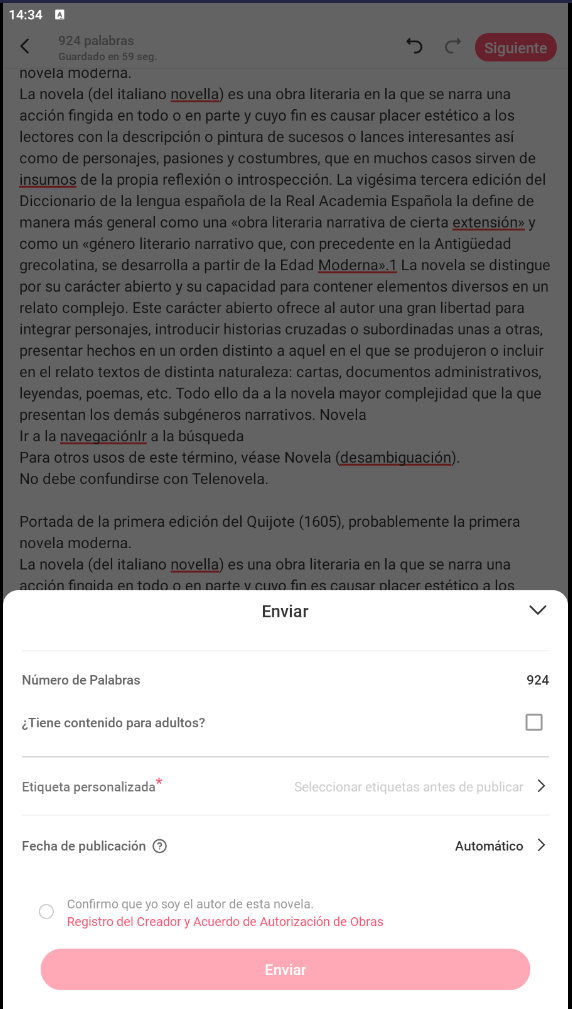 14:34
924 palabras
Guardado en 59 seg.
Siguiente
novela moderna.
La novela (del italiano novella) es una obra literaria en la que se narra una
acción fingida en todo o en parte y cuyo fin es causar placer estético a los
lectores con la descripción o pintura de sucesos o lances interesantes así
como de personajes, pasiones y costumbres, que en muchos casos sirven de
insumos de la propia reflexión o introspección. La vigésima tercera edición del
Diccionario de la lengua española de la Real Academia Española la define de
manera más general como una «obra literaria narrativa de cierta extensión» y
como un «género literario narrativo que, con precedente en la Antigüedad
grecolatina, se desarrolla a partir de la Edad Moderna».1 La novela se distingue
por su carácter abierto y su capacidad para contener elementos diversos en un
relato complejo. Este carácter abierto ofrece al autor una gran libertad para
integrar personajes, introducir historias cruzadas o subordinadas unas a otras,
presentar hechos en un orden distinto a aquel en el que se produjeron o incluir
en el relato textos de distinta naturaleza: cartas, documentos administrativos,
leyendas, poemas, etc. Todo ello da a la novela mayor complejidad que la que
presentan los demás subgéneros narrativos. Novela
Ir a la navegaciónIr a la búsqueda
Para otros usos de este término, véase Novela (desambiguación).
No debe confundirse con Telenovela.
Portada de la primera edición del Quijote (1605), probablemente la primera
novela moderna.
La novela (del italiano novella) es una obra literaria en la que se narra una
acción fingida en todo o en parte y cuyo fin es causar placer estético a los
Enviar
Número de Palabras 924
¿Tiene contenido para adultos?
Etiqueta personalizada* Seleccionar etiquetas antes de publicar
Fecha de publicación ? Automático
Confirmo que yo soy el autor de esta novela.
Registro del Creador y Acuerdo de Autorización de Obras
Enviar